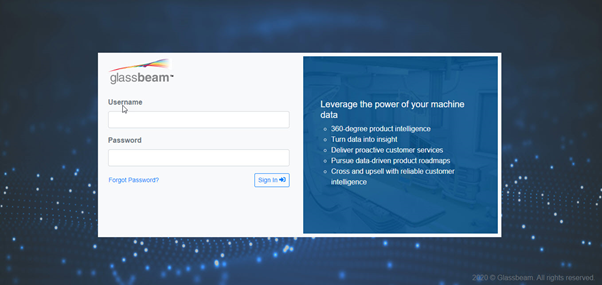 glassbeam™
Username
Password
Forgot Password?
Sign In
Leverage the power of your machine
data
360-degree product intelligence
Turn data into insight
Deliver proactive customer services
Pursue data-driven product roadmaps
Cross and upsell with reliable customer
intelligence
2020 © Glassbeam. All rights reserved